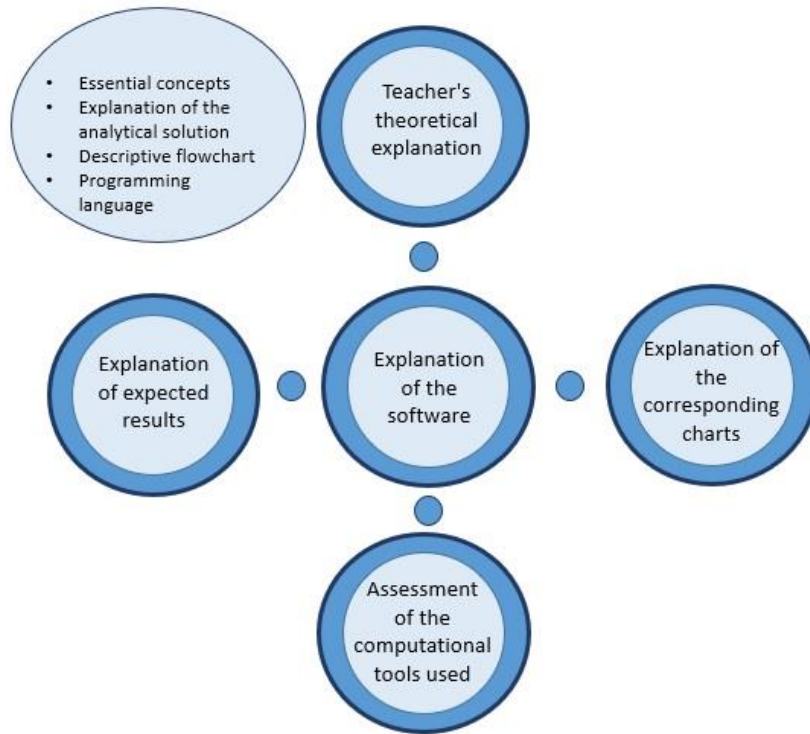 • Essential concepts
• Explanation of the
analytical solution
• Descriptive flowchart
• Programming
language
Teacher's
theoretical
explanation
Explanation
of expected
results
Explanation
of the
software
Explanation of
the
corresponding
charts
Assessment
of the
computational
tools used